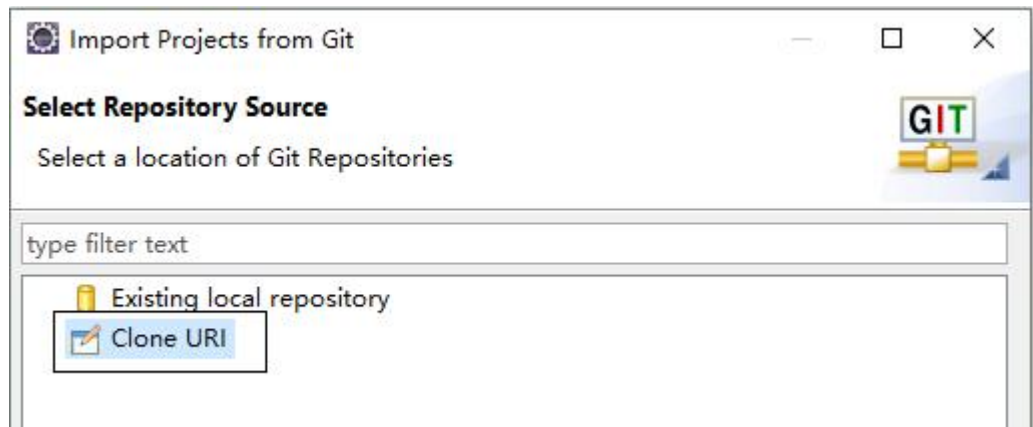 Import Projects from Git
Select Repository Source
Select a location of Git Repositories
GIT
type filter text
Existing local repository
Clone URI